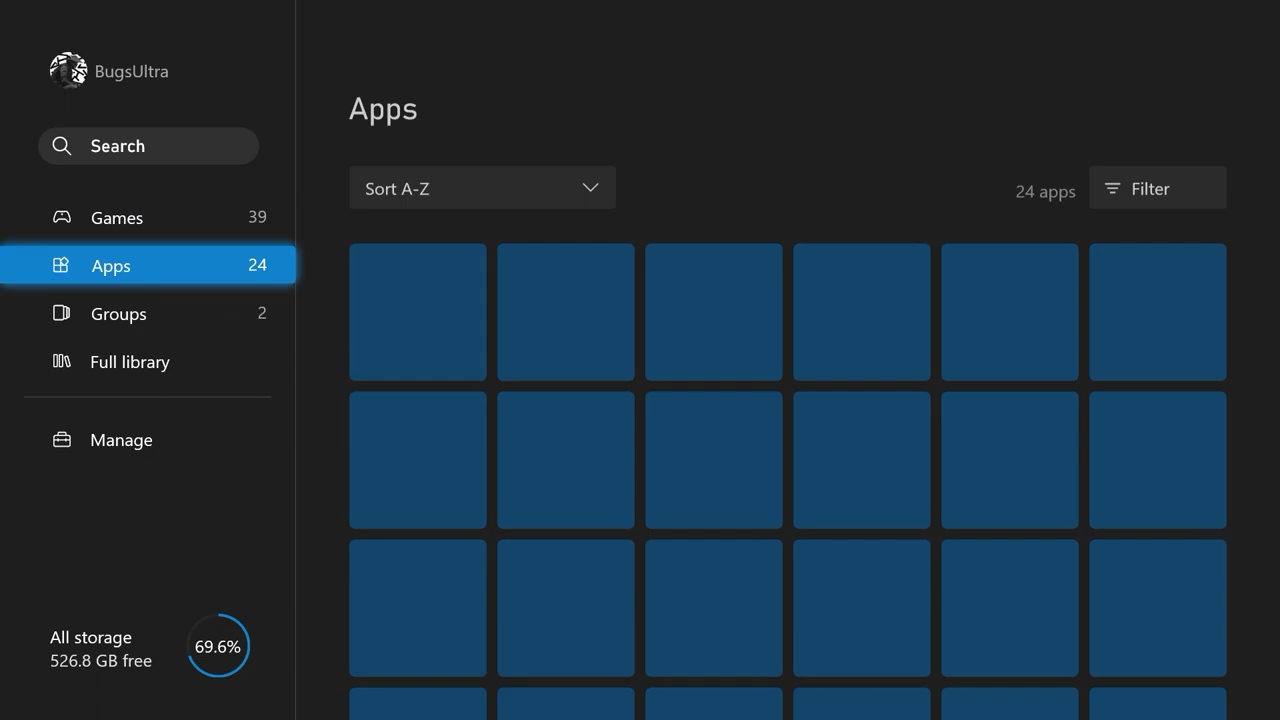 BugsUltra
Search
Games 39
Apps 24
Groups 2
Full library
Manage
All storage
526.8 GB free
69.6%
Apps
Sort A-Z
24 apps
Filter